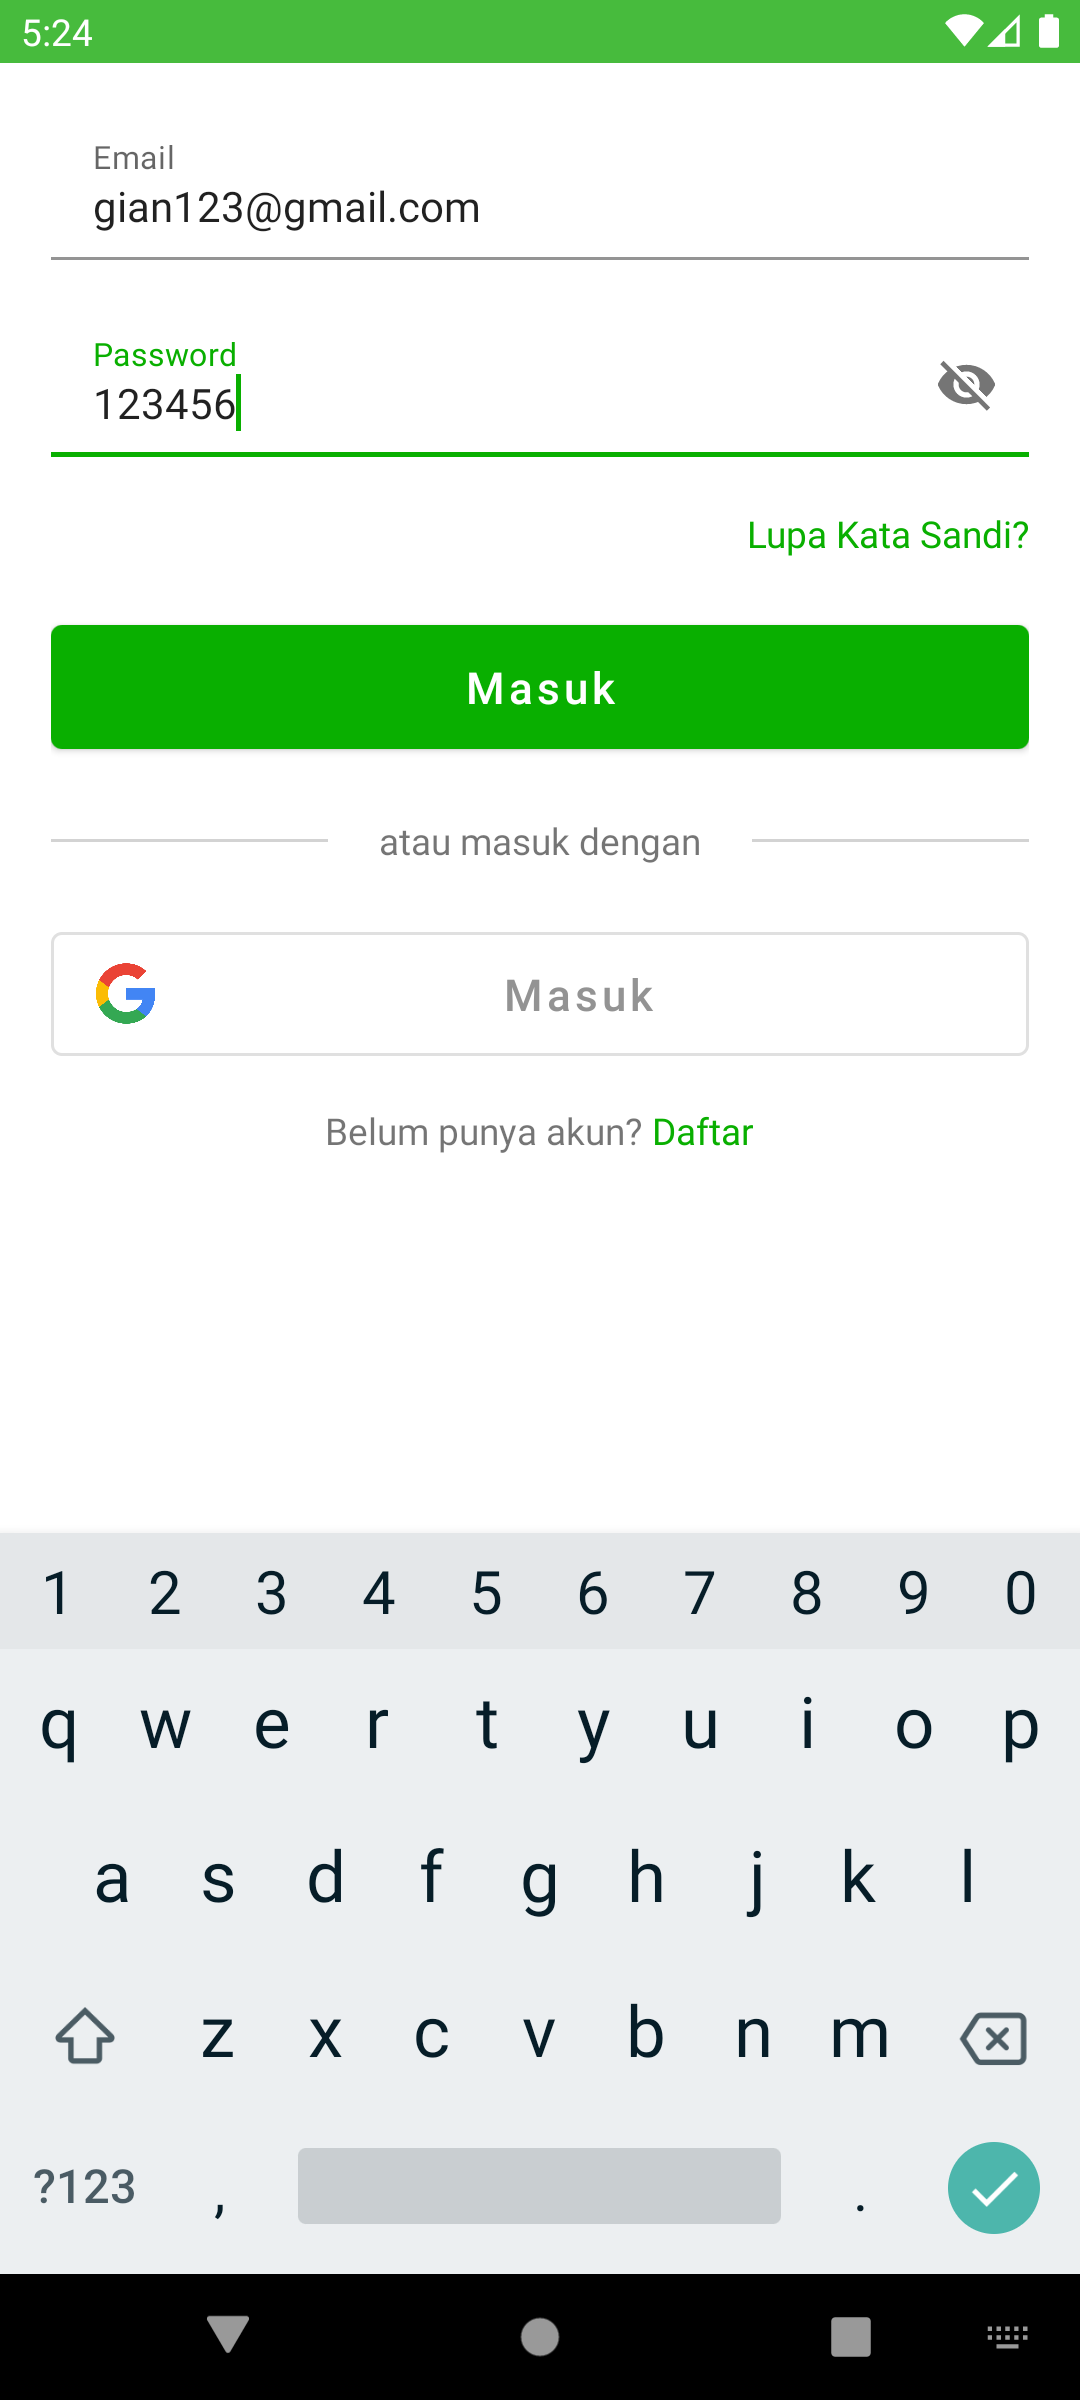 5:24
Email
gian123@gmail.com
Password
123456
Lupa Kata Sandi?
Masuk
atau masuk dengan
Masuk
Belum punya akun? Daftar
1 2 3 4 5 6 7 8 9 0
q w e r t y u i o p
a s d f g h j k l
z x c v b n m
?123 , .